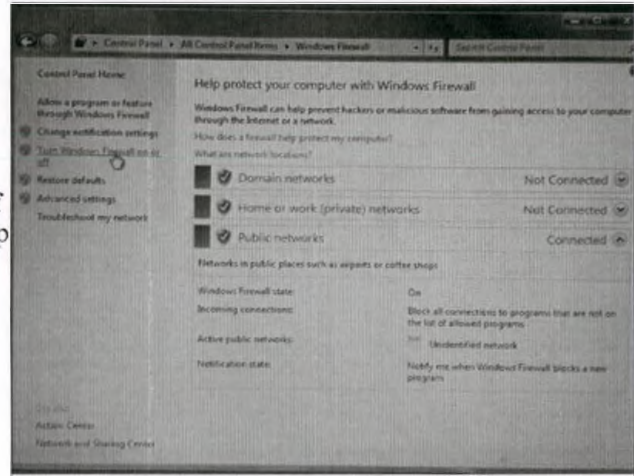 Control Panel ▸ All Control Panel Items ▸ Windows Firewall
Search Control Panel
Control Panel Home
Allow a program or feature
through Windows Firewall
Change notification settings
Turn Windows Firewall on or
off
Restore defaults
Advanced settings
Troubleshoot my network
See also
Action Center
Network and Sharing Center
Help protect your computer with Windows Firewall
Windows Firewall can help prevent hackers or malicious software from gaining access to your computer
through the Internet or a network.
How does a firewall help protect my computer?
What are network locations?
Domain networks Not Connected
Home or work (private) networks Not Connected
Public networks Connected
Networks in public places such as airports or coffee shops
Windows Firewall state: On
Incoming connections: Block all connections to programs that are not on
the list of allowed programs
Active public networks: Unidentified network
Notification state: Notify me when Windows Firewall blocks a new
program